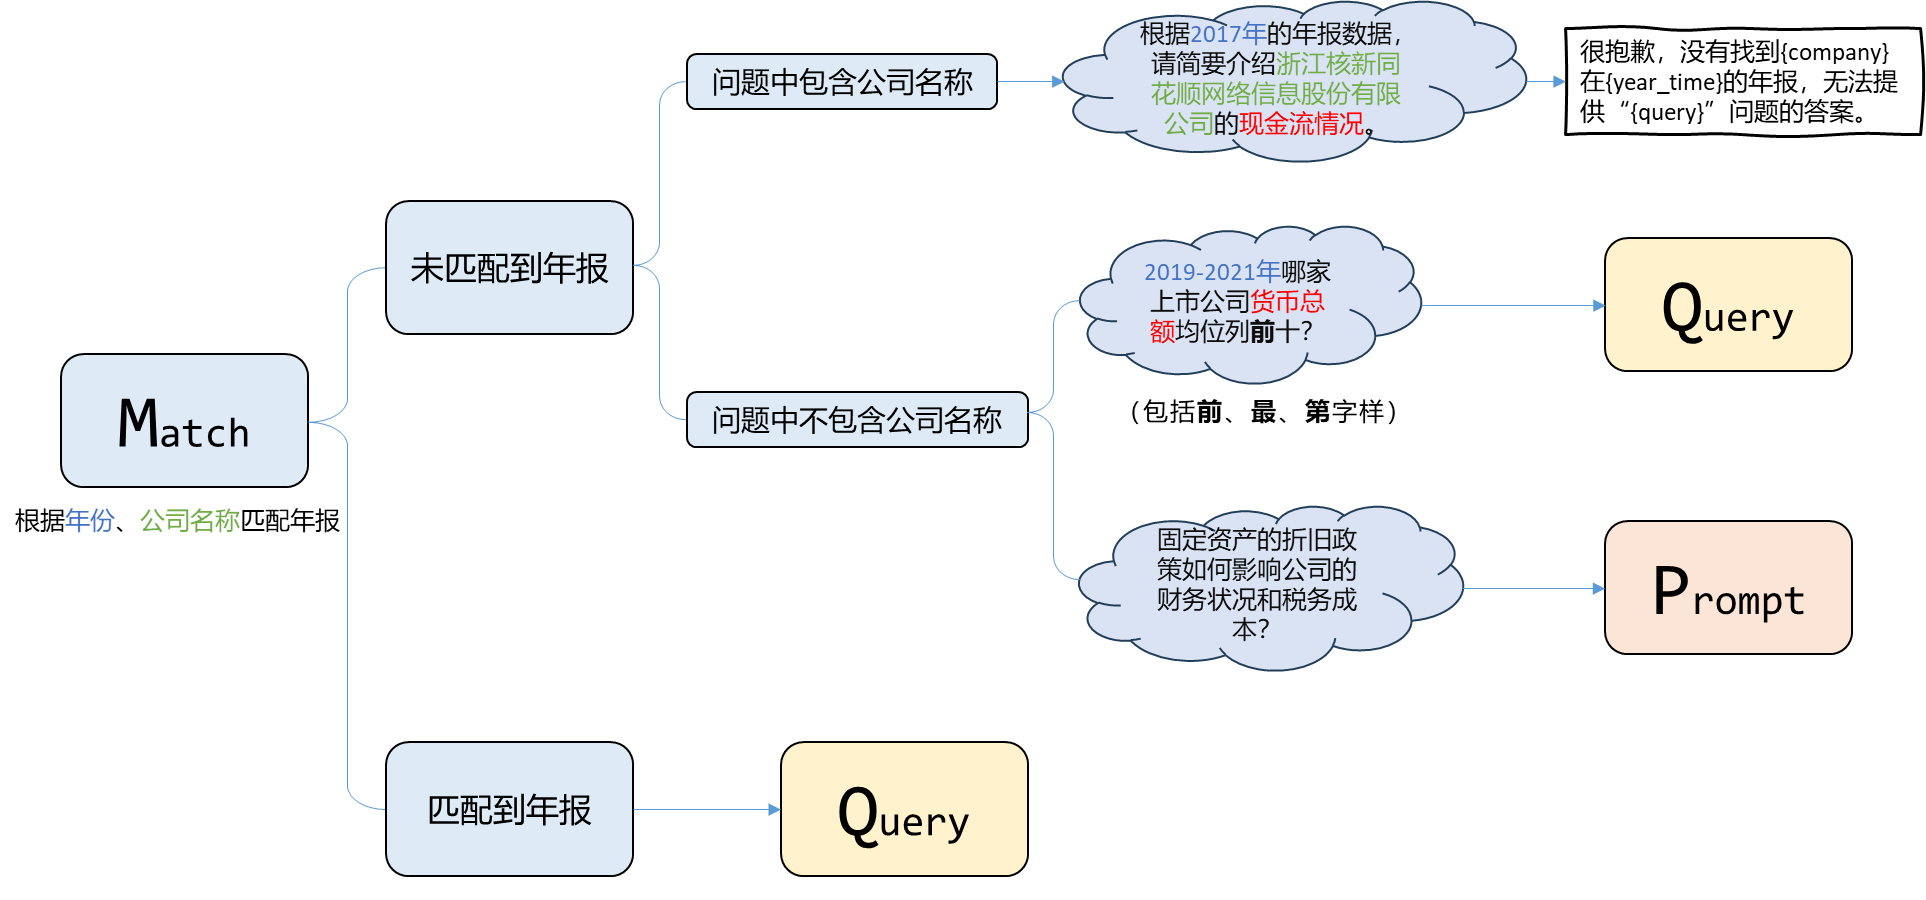 Match
根据年份、公司名称匹配年报
未匹配到年报
问题中包含公司名称
根据2017年的年报数据，
请简要介绍浙江核新同
花顺网络信息股份有限
公司的现金流情况。
很抱歉，没有找到{company}
在{year_time}的年报，无法提
供“{query}”问题的答案。
问题中不包含公司名称
2019-2021年哪家
上市公司货币总
额均位列前十？
（包括前、最、第字样）
Query
固定资产的折旧政
策如何影响公司的
财务状况和税务成
本？
Prompt
匹配到年报
Query